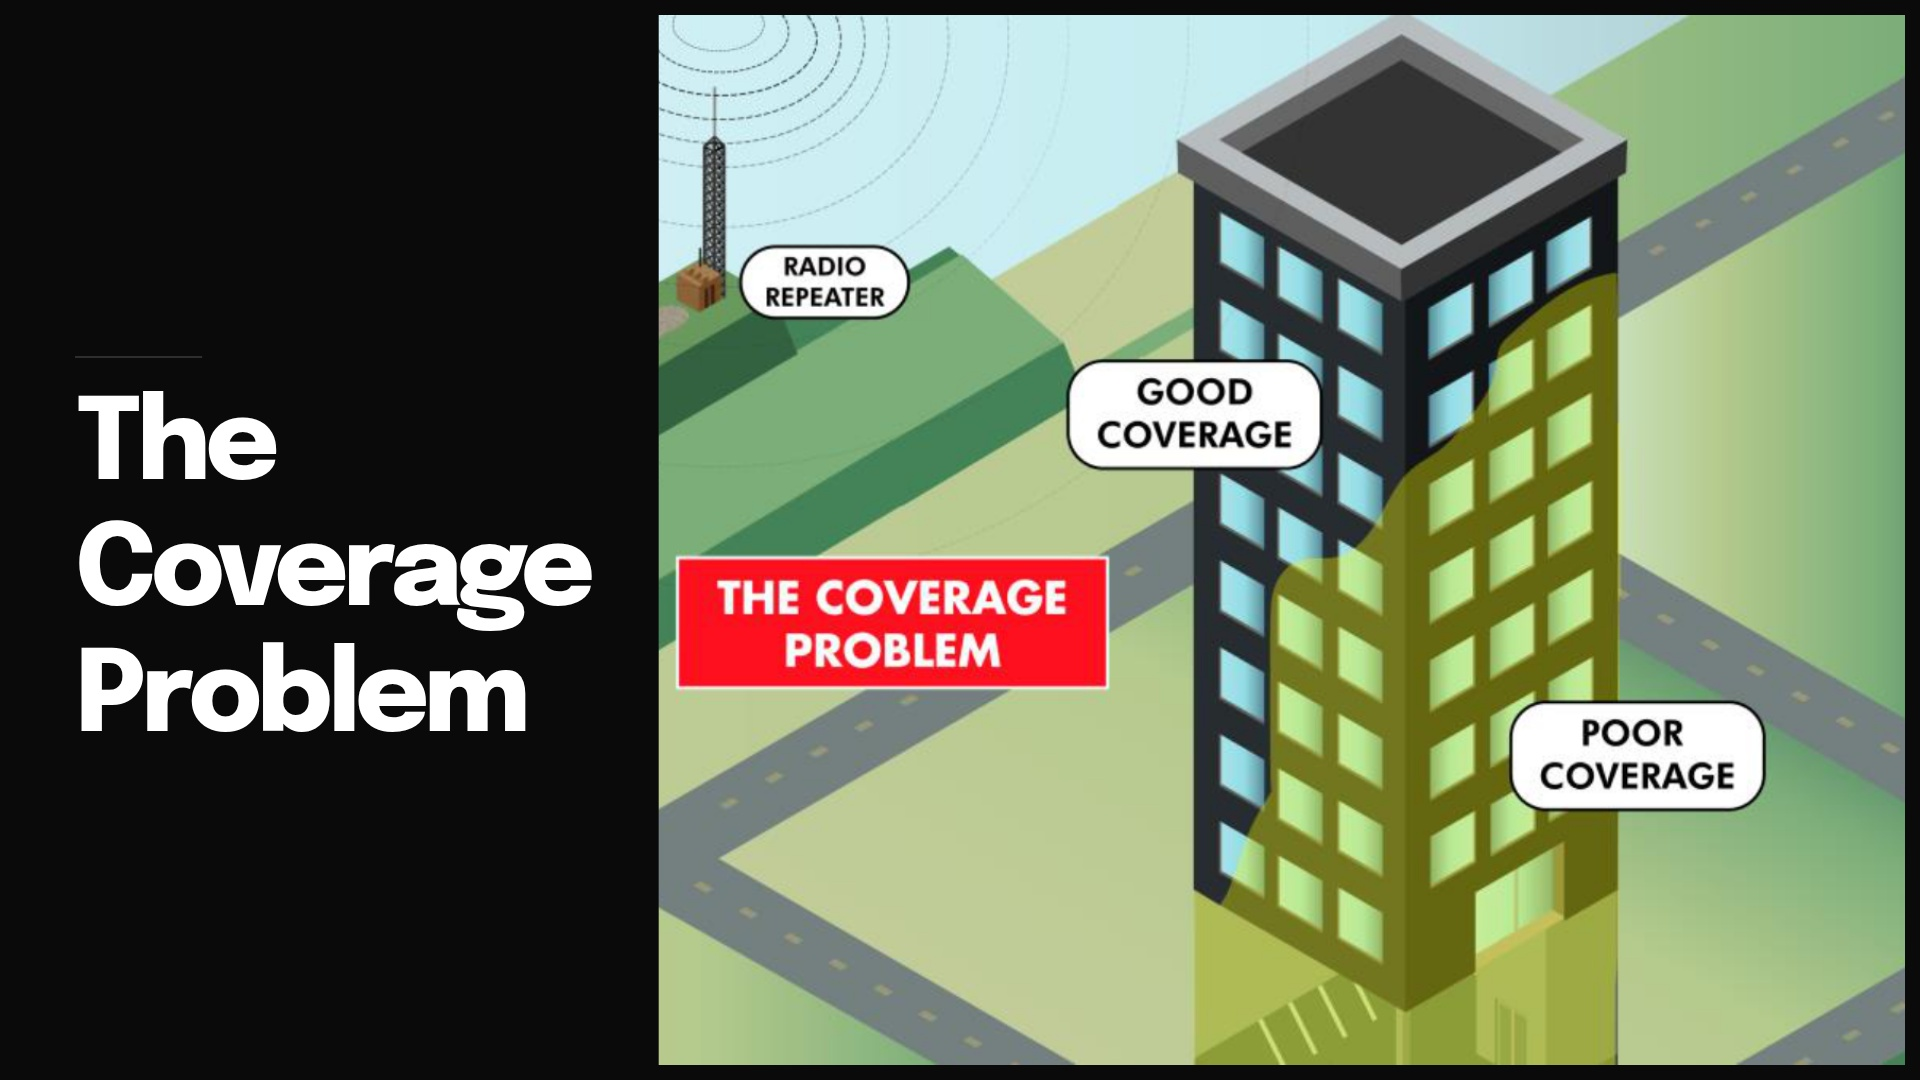 The
Coverage
Problem
RADIO
REPEATER
GOOD
COVERAGE
THE COVERAGE
PROBLEM
POOR
COVERAGE